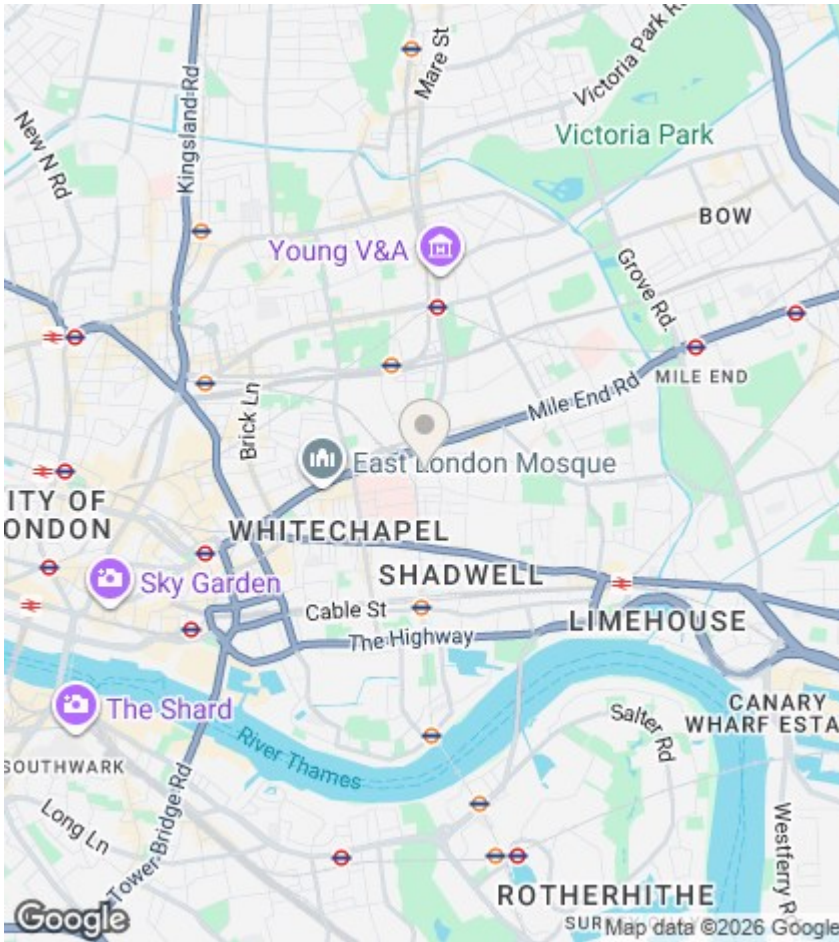 Mare St
Victoria Park Rd
Kingsland Rd
New N Rd
Victoria Park
BOW
Young V&A
Grove Rd.
MILE END
Mile End Rd
Brick Ln
East London Mosque
ITY OF
ONDON
WHITECHAPEL
SHADWELL
Sky Garden
Cable St
LIMEHOUSE
The Highway
CANARY
WHARF ESTA
The Shard
Salter Rd
River Thames
SOUTHWARK
Long Ln
Tower Bridge Rd
Westferry R
ROTHERHITHE
Google
Map data ©2026 Google